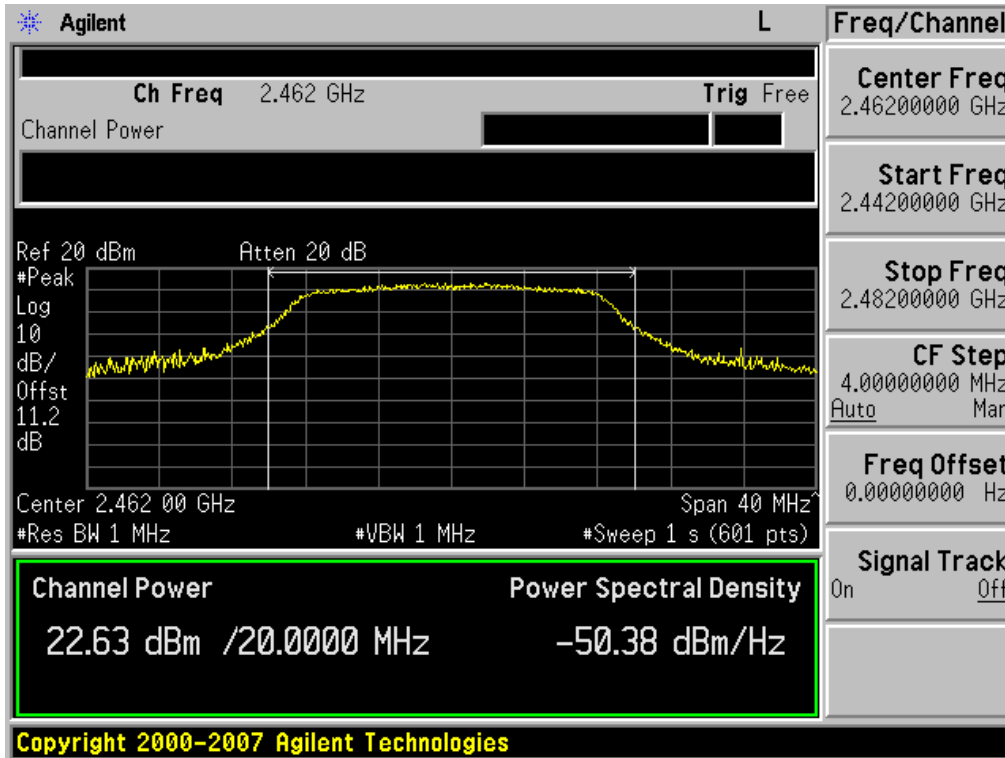 Agilent L Freq/Channel
Ch Freq 2.462 GHz Trig Free
Channel Power
Center Freq
2.46200000 GHz
Start Freq
2.44200000 GHz
Stop Freq
2.48200000 GHz
CF Step
4.00000000 MHz
Auto Man
Freq Offset
0.00000000 Hz
Signal Track
On Off
Ref 20 dBm Atten 20 dB
#Peak
Log
10
dB/
Offst
11.2
dB
Center 2.462 00 GHz Span 40 MHz^
#Res BW 1 MHz #VBW 1 MHz #Sweep 1 s (601 pts)
Channel Power Power Spectral Density
22.63 dBm /20.0000 MHz -50.38 dBm/Hz
Copyright 2000-2007 Agilent Technologies